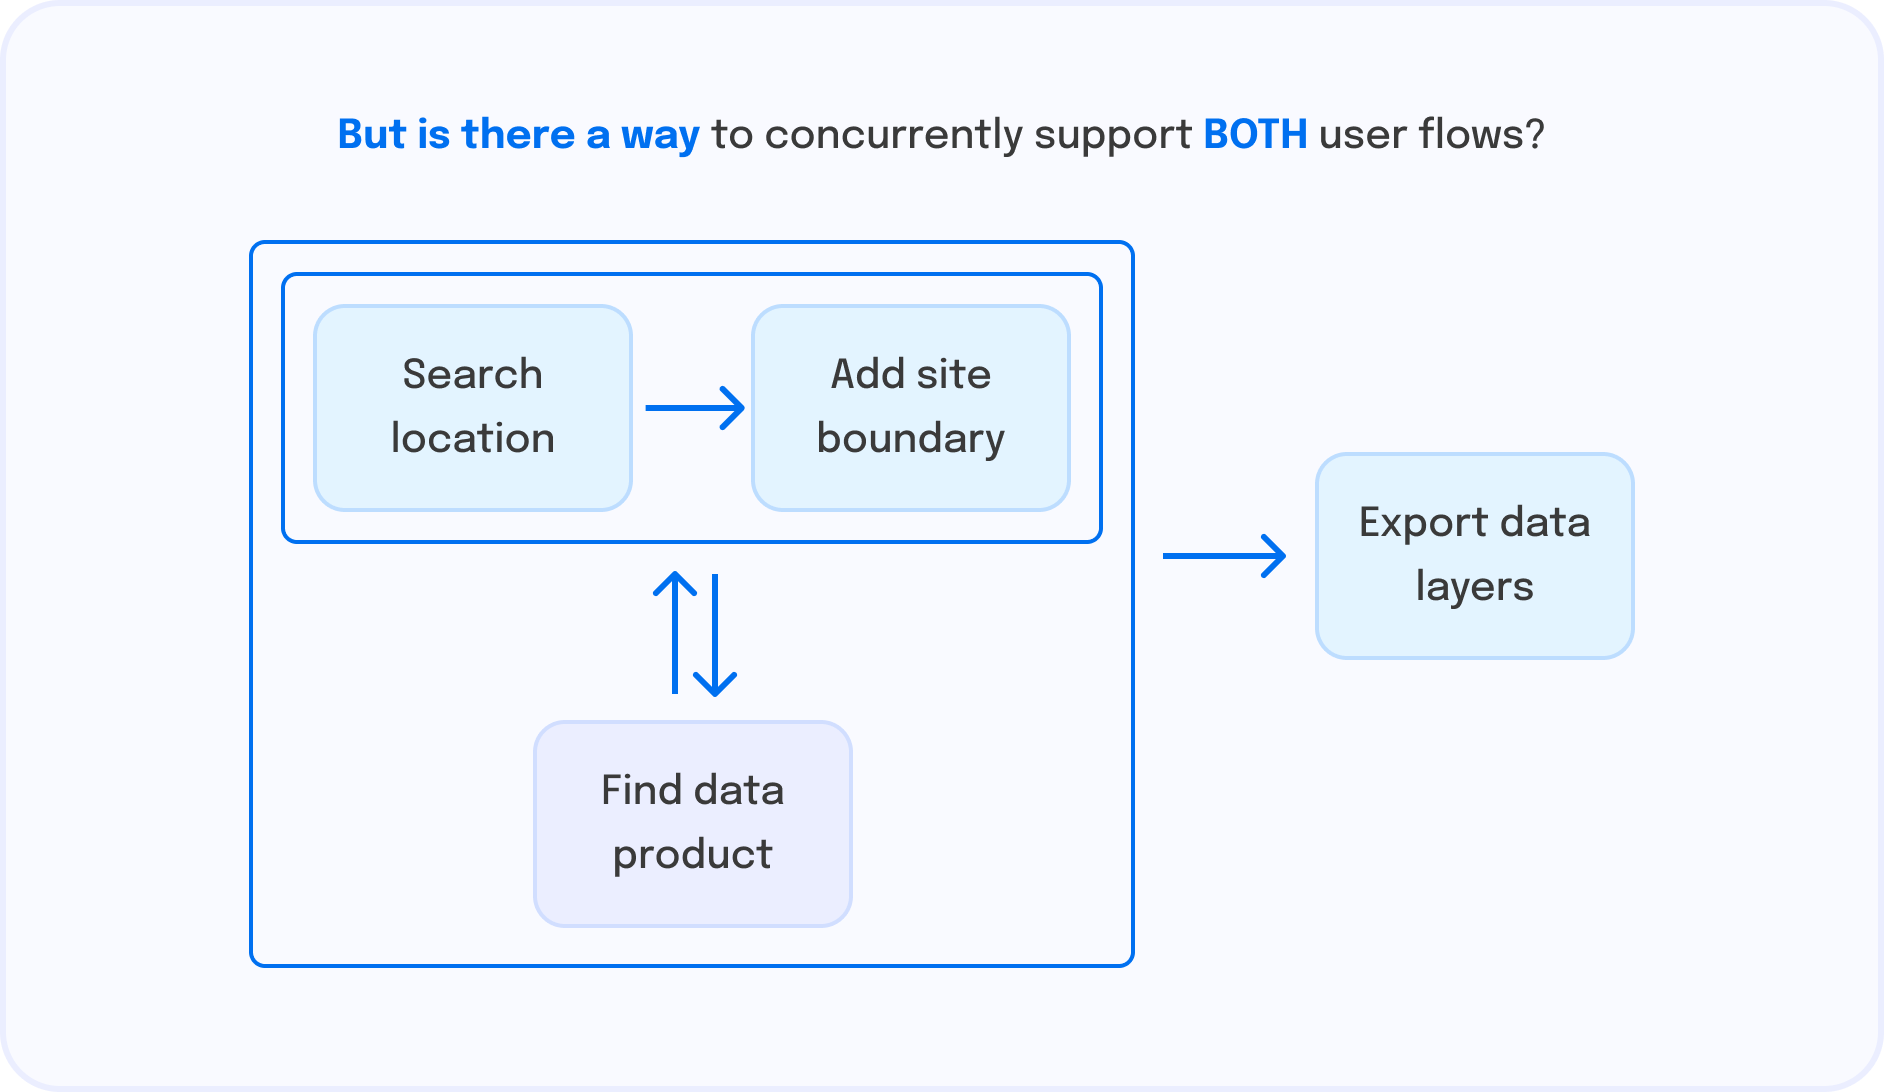 But is there a way to concurrently support BOTH user flows?
Search
location
Add site
boundary
Export data
layers
Find data
product